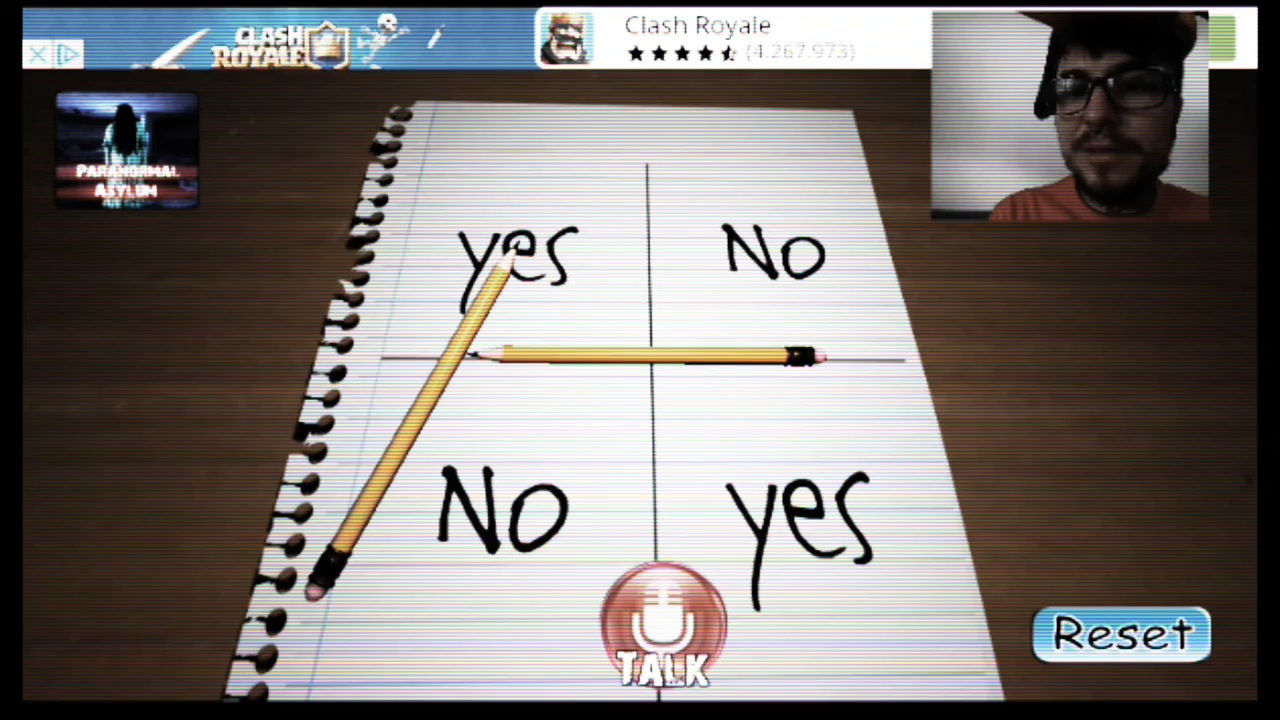 CLASH
ROYALE
Clash Royale
(4.267.973)
PARANORMAL
ASYLUM
yes No
No yes
TALK
Reset